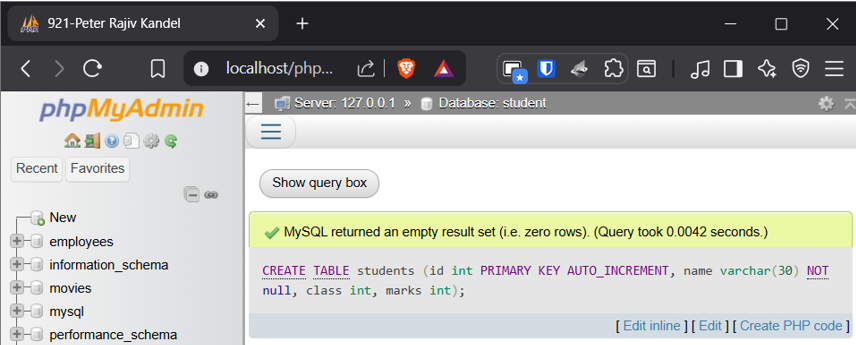 921-Peter Rajiv Kandel
localhost/php...
phpMyAdmin
Recent Favorites
New
employees
information_schema
movies
mysql
performance_schema
Server: 127.0.0.1 » Database: student
Show query box
MySQL returned an empty result set (i.e. zero rows). (Query took 0.0042 seconds.)
CREATE TABLE students (id int PRIMARY KEY AUTO_INCREMENT, name varchar(30) NOT
null, class int, marks int);
[ Edit inline ] [ Edit ] [ Create PHP code ]